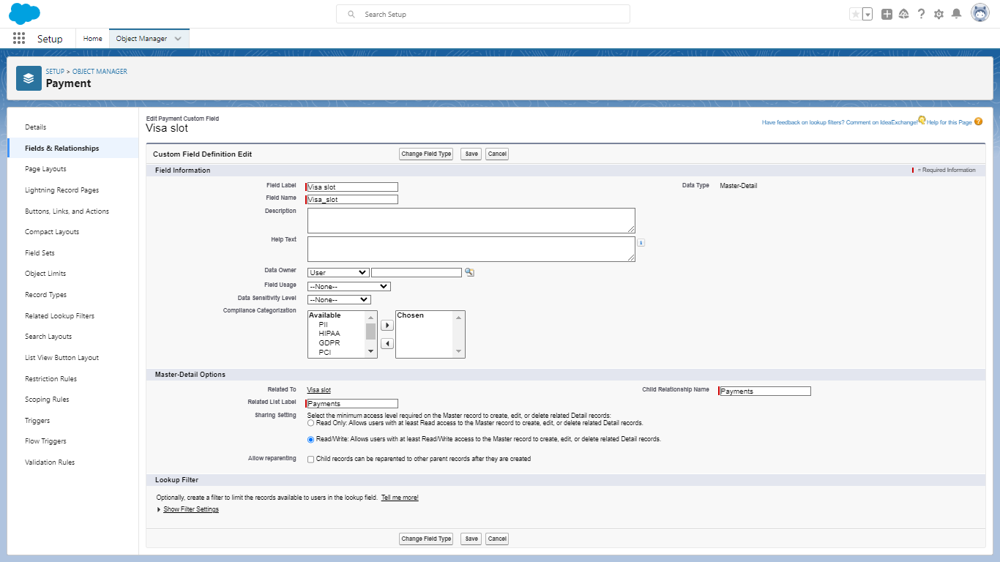 Search Setup
Setup
Home
Object Manager
SETUP > OBJECT MANAGER
Payment
Details
Fields & Relationships
Page Layouts
Lightning Record Pages
Buttons, Links, and Actions
Compact Layouts
Field Sets
Object Limits
Record Types
Related Lookup Filters
Search Layouts
List View Button Layout
Restriction Rules
Scoping Rules
Triggers
Flow Triggers
Validation Rules
Edit Payment Custom Field
Visa slot
Have feedback on lookup filters? Comment on IdeaExchange! Help for this Page ?
Custom Field Definition Edit Change Field Type Save Cancel
Field Information = Required Information
Field Label Visa slot Data Type Master-Detail
Field Name Visa_slot
Description
Help Text i
Data Owner User
Field Usage --None--
Data Sensitivity Level --None--
Compliance Categorization
Available Chosen
PII
HIPAA
GDPR
PCI
Master-Detail Options
Related To Visa slot Child Relationship Name Payments
Related List Label Payments
Sharing Setting Select the minimum access level required on the Master record to create, edit, or delete related Detail records:
Read Only: Allows users with at least Read access to the Master record to create, edit, or delete related Detail records.
Read/Write: Allows users with at least Read/Write access to the Master record to create, edit, or delete related Detail records.
Allow reparenting Child records can be reparented to other parent records after they are created
Lookup Filter
Optionally, create a filter to limit the records available to users in the lookup field. Tell me more!
Show Filter Settings
Change Field Type Save Cancel